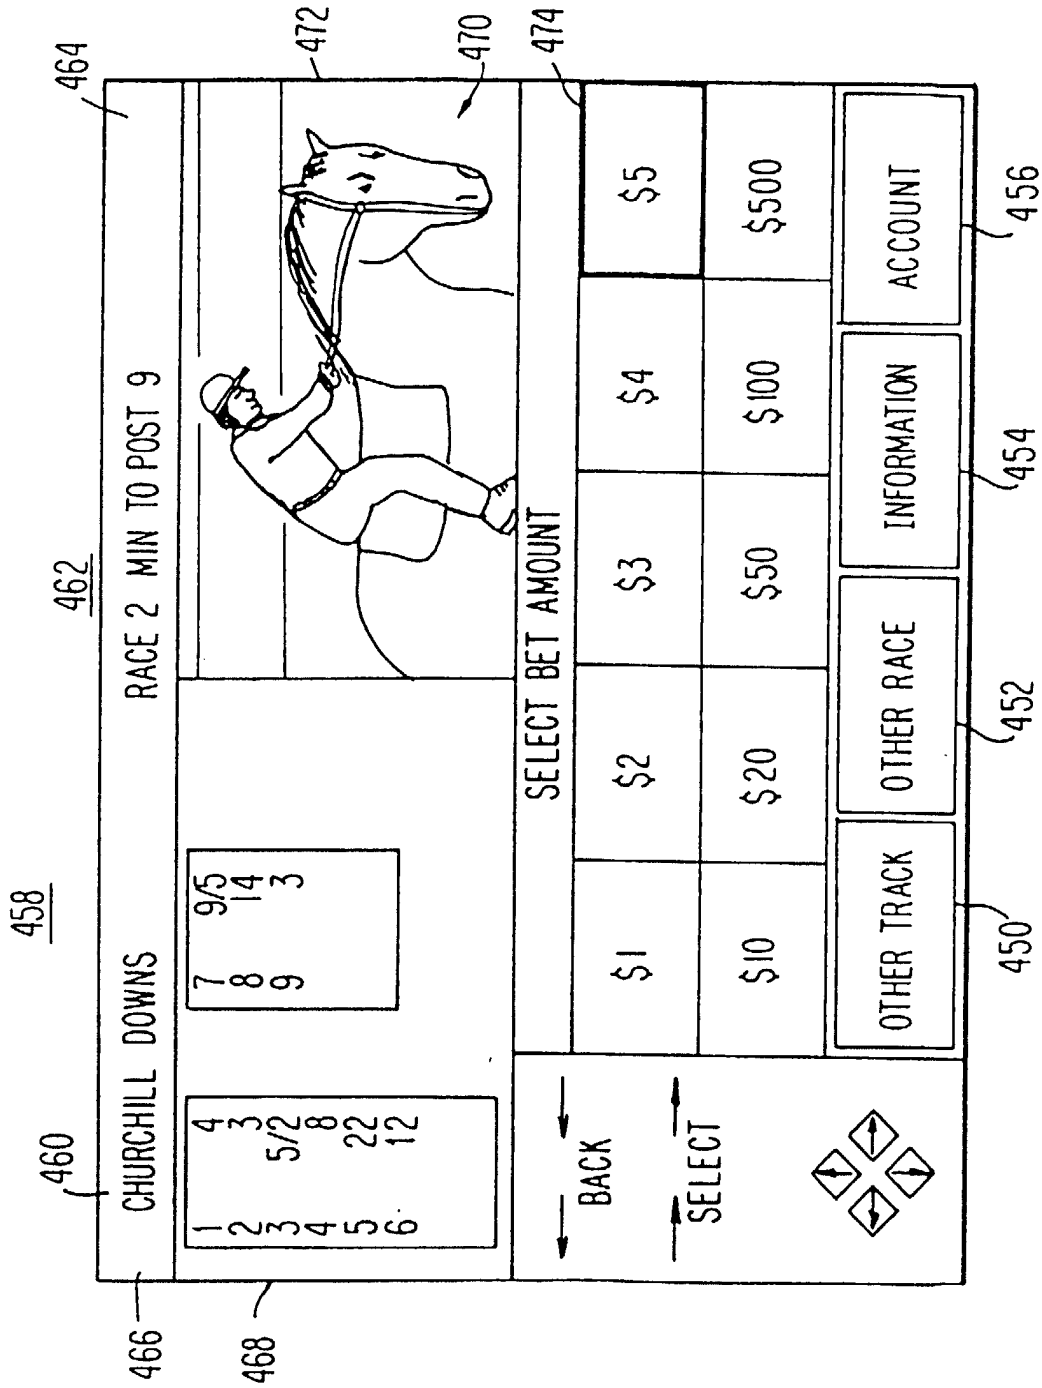 458
460
462
464
466
CHURCHILL DOWNS
RACE 2 MIN TO POST 9
468
472
470
474
1 4
2 3
3 5/2
4 8
5 22
6 12
7 9/5
8 14
9 3
SELECT BET AMOUNT
BACK
SELECT
$1 $2 $3 $4 $5
$10 $20 $50 $100 $500
OTHER TRACK
OTHER RACE
INFORMATION
ACCOUNT
450
452
454
456